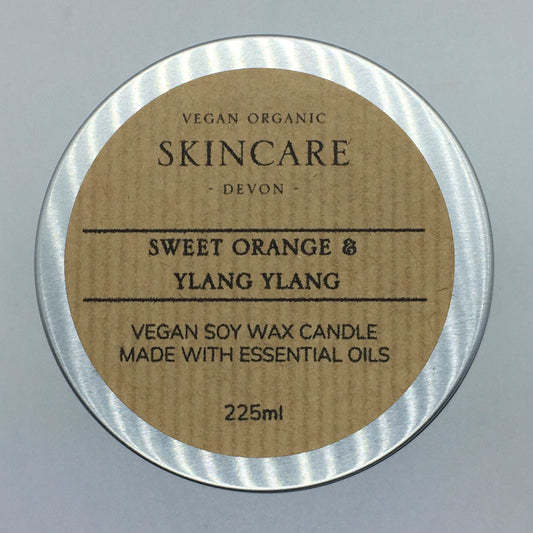 VEGAN ORGANIC
SKINCARE
- DEVON -
SWEET ORANGE &
YLANG YLANG
VEGAN SOY WAX CANDLE
MADE WITH ESSENTIAL OILS
225ml